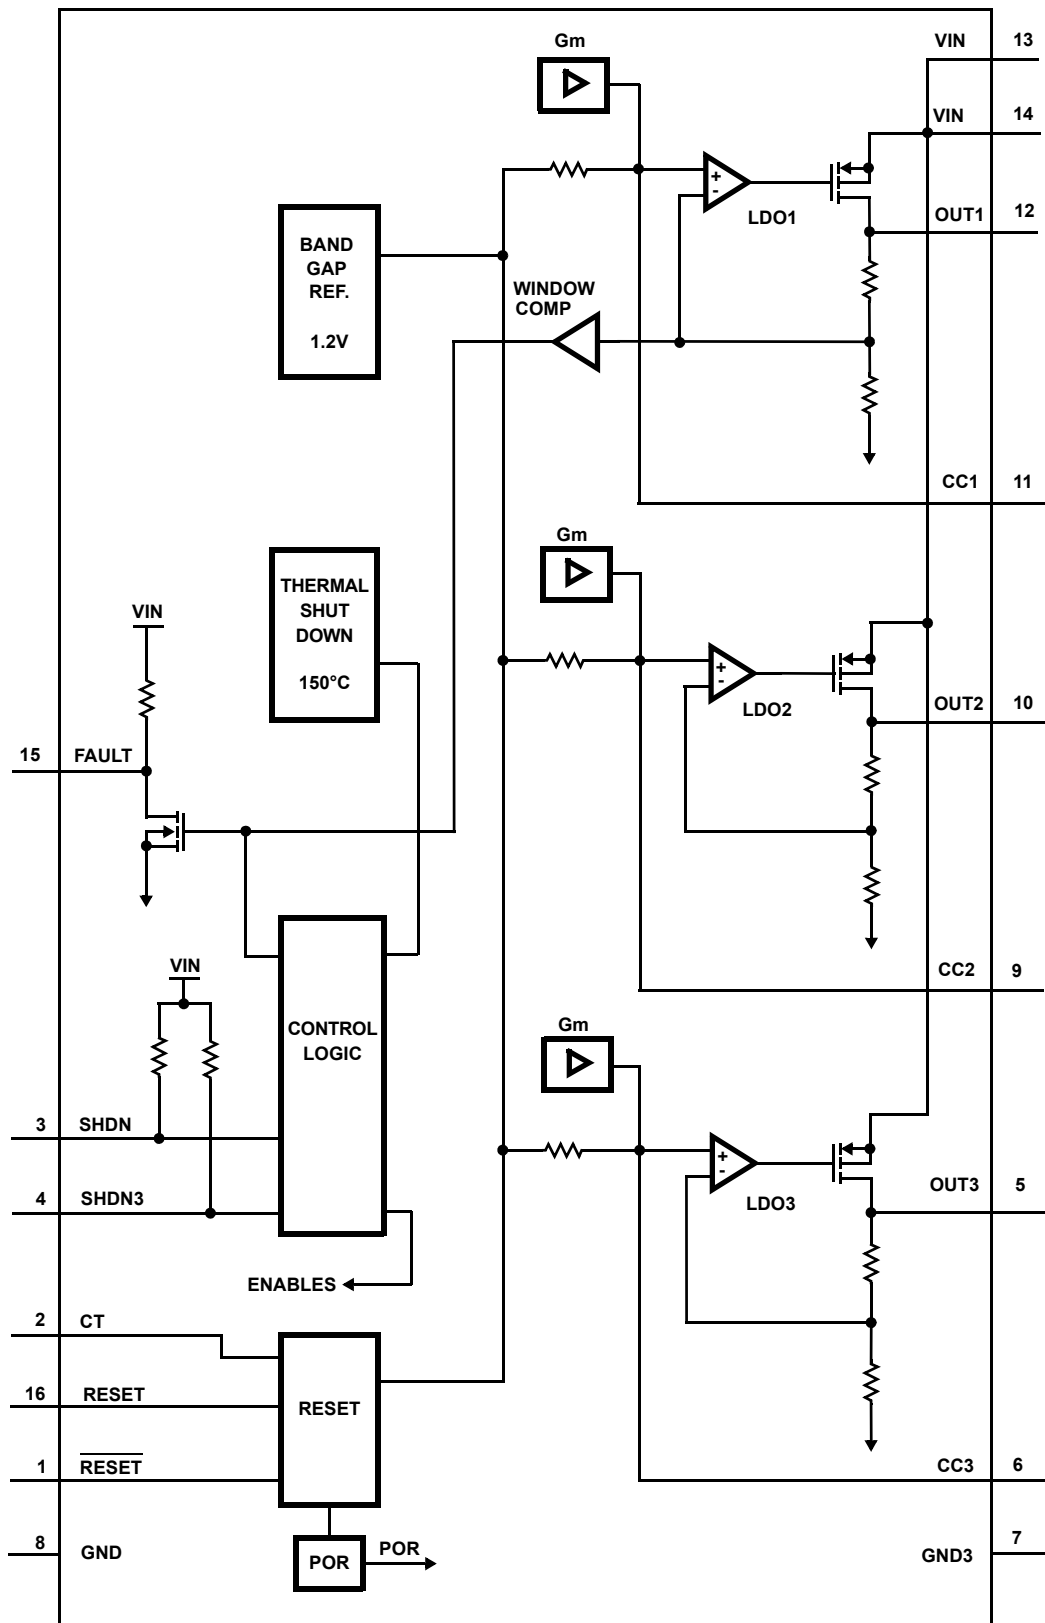 VIN 13
Gm
VIN 14
+
-
LDO1
OUT1 12
BAND
GAP
REF.
1.2V
WINDOW
COMP
CC1 11
Gm
THERMAL
SHUT
DOWN
150°C
VIN
+
-
LDO2
OUT2 10
15 FAULT
VIN
CC2 9
CONTROL
LOGIC
Gm
3 SHDN
+
-
LDO3
4 SHDN3
OUT3 5
ENABLES
2 CT
16 RESET
RESET
1 RESET
CC3 6
8 GND
POR
POR
GND3 7